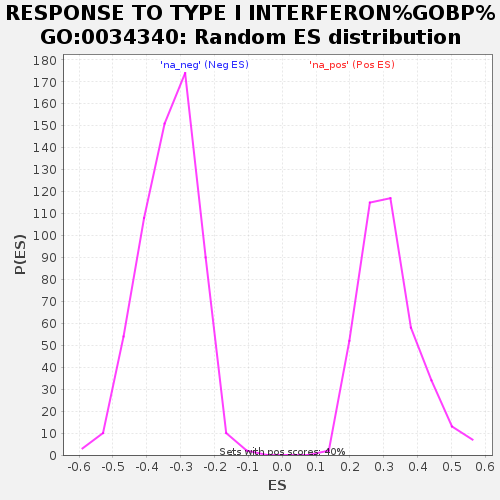 RESPONSE TO TYPE I INTERFERON%GOBP%
GO:0034340: Random ES distribution
'na_neg' (Neg ES) 'na_pos' (Pos ES)
P(ES)
180
170
160
150
140
130
120
110
100
90
80
70
60
50
40
30
20
10
0
Sets with pos scores: 40%
-0.6 -0.5 -0.4 -0.3 -0.2 -0.1 0.0 0.1 0.2 0.3 0.4 0.5 0.6
ES